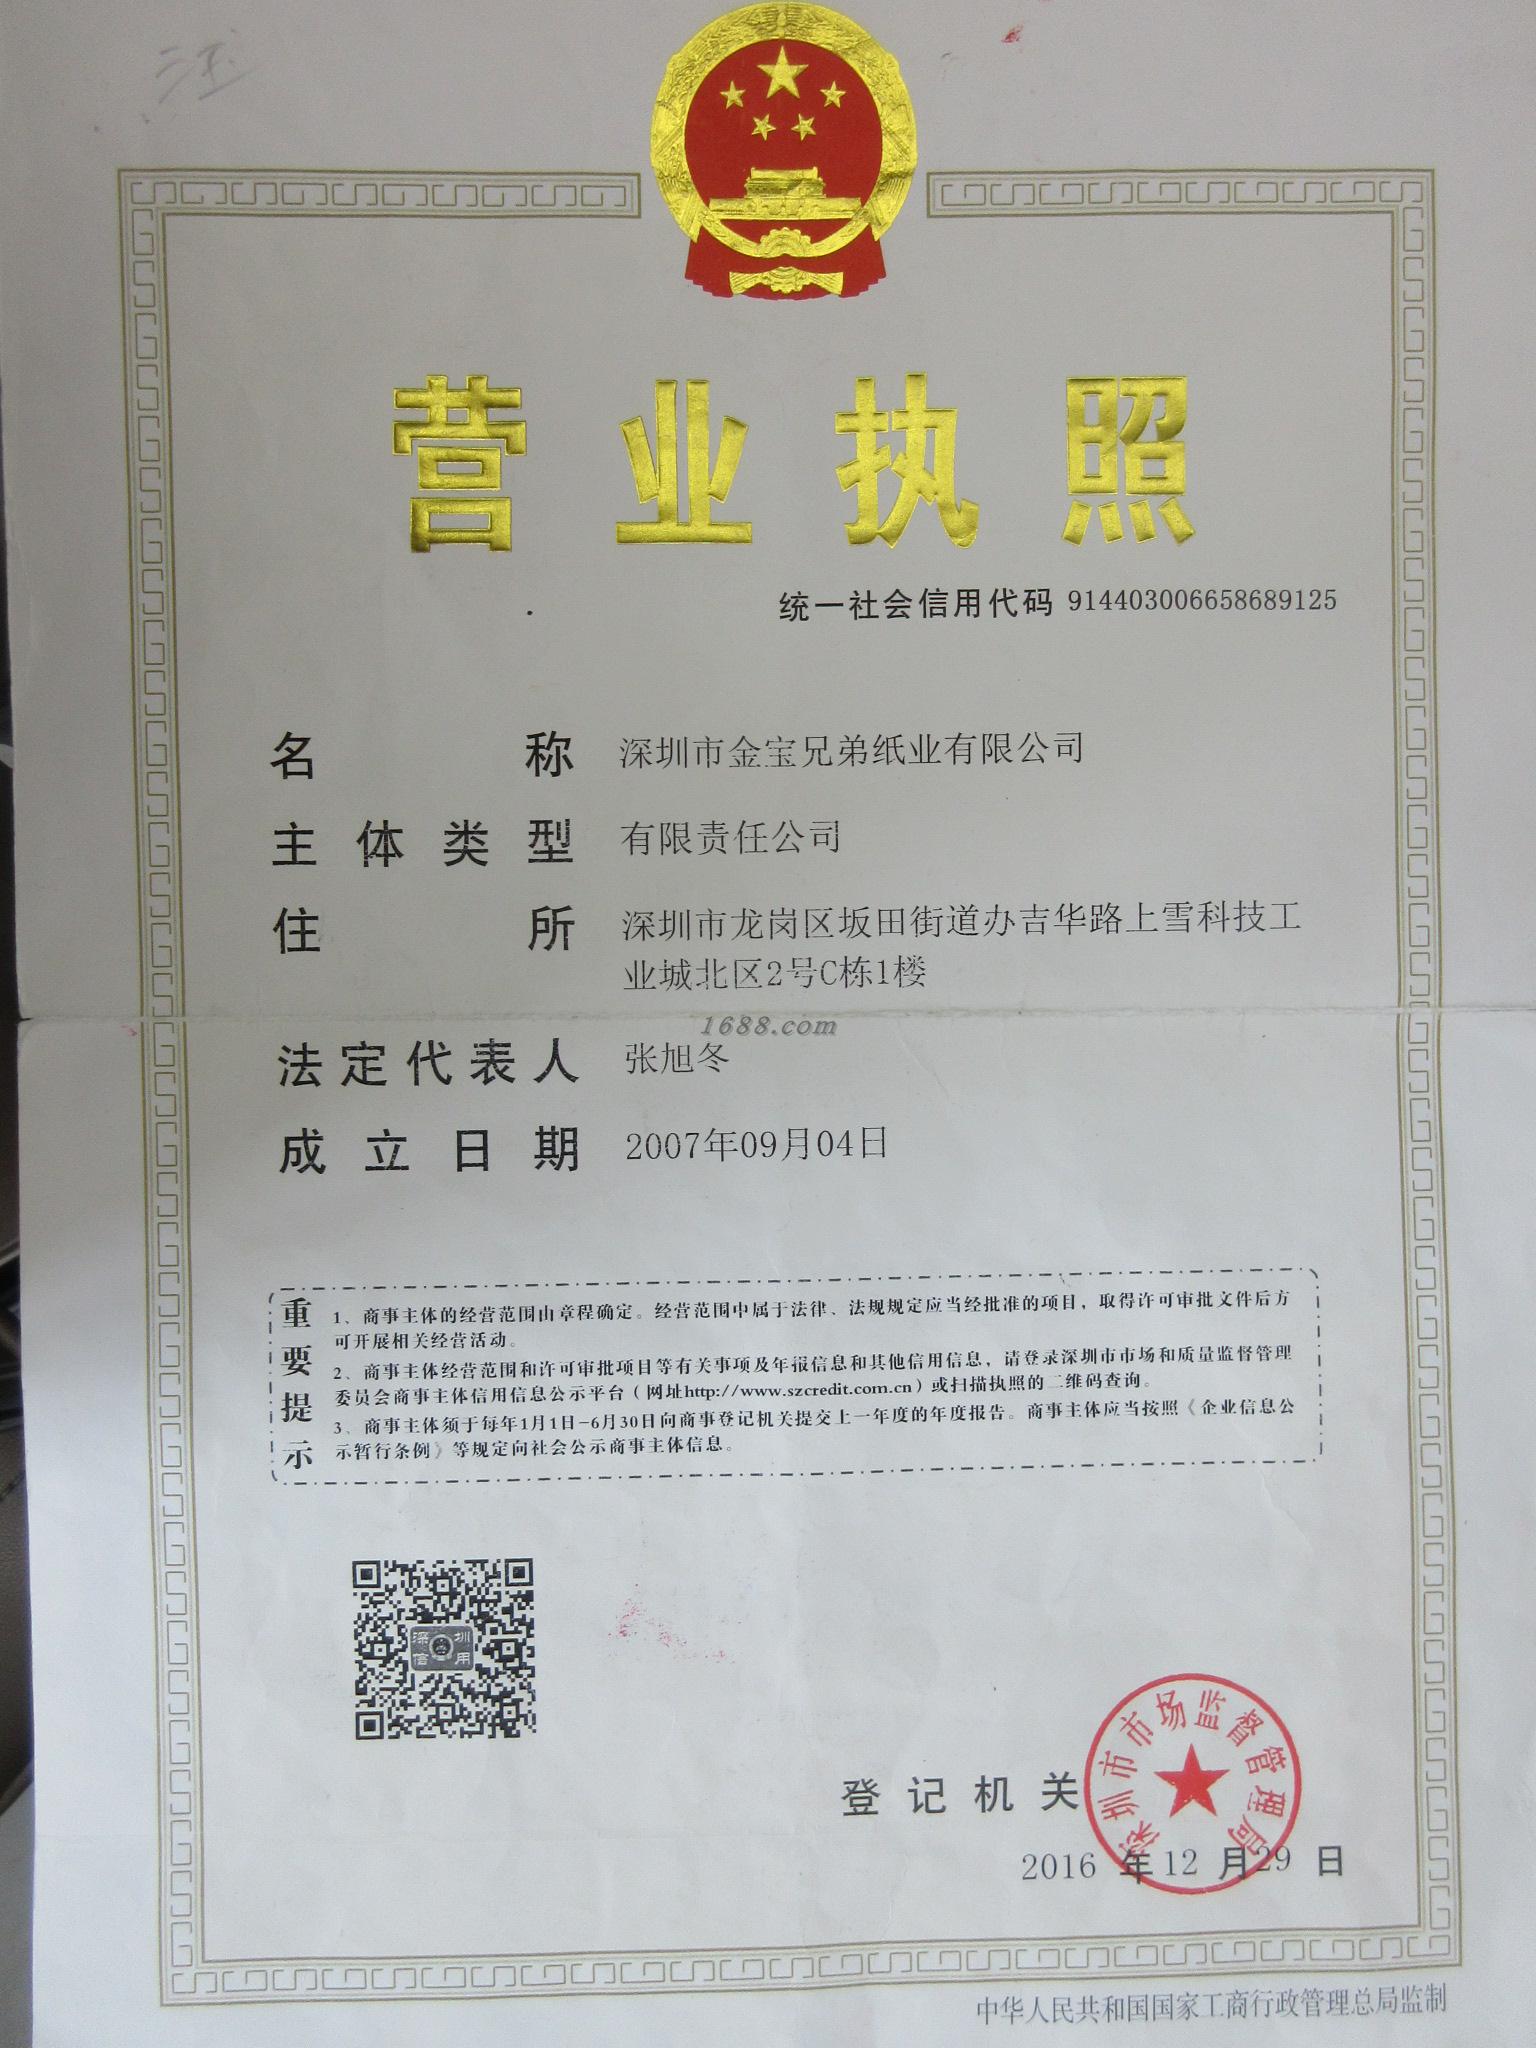 营业执照
统一社会信用代码 914403006658689125
名称 深圳市金宝兄弟纸业有限公司
主体类型 有限责任公司
住所 深圳市龙岗区坂田街道办吉华路上雪科技工
业城北区2号C栋1楼
1688.com
法定代表人 张旭冬
成立日期 2007年09月04日
重要提示
1、商事主体的经营范围由章程确定。经营范围中属于法律、法规规定应当经批准的项目，取得许可审批文件后方
可开展相关经营活动。
2、商事主体经营范围和许可审批项目等有关事项及年报信息和其他信用信息，请登录深圳市市场和质量监督管理
委员会商事主体信用信息公示平台（网址http://www.szcredit.com.cn）或扫描执照的二维码查询。
3、商事主体须于每年1月1日-6月30日向商事登记机关提交上一年度的年度报告。商事主体应当按照《企业信息公
示暂行条例》等规定向社会公示商事主体信息。
深圳
信用
登记机关
深圳市市场监督管理局
2016 年 12 月 29 日
中华人民共和国国家工商行政管理总局监制